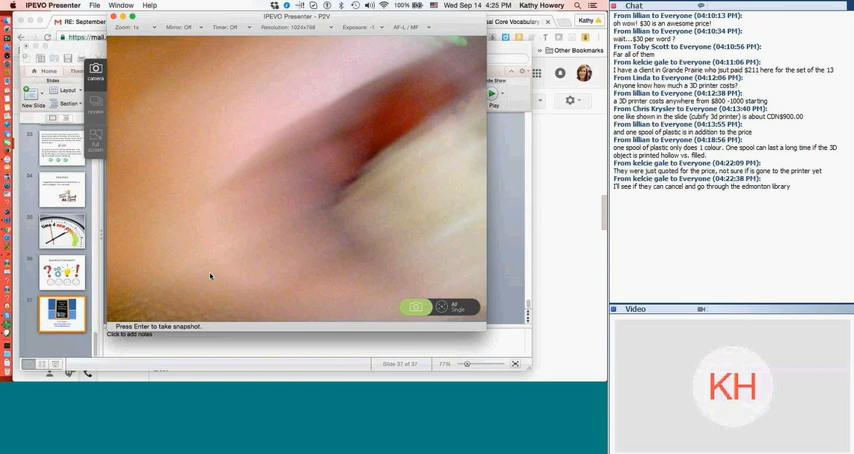 IPEVO Presenter File Window Help
100% Wed Sep 14 4:25 PM Kathy Howery
RE: September
IPEVO Presenter - P2V
al Core Vocabulary
Kathy
Zoom: 1x Mirror: Off Timer: Off Resolution: 1024x768 Exposure: -1 AF-L / MF
https://mail.
Other Bookmarks
Home
Slides
New Slide
Layout
Section
camera
review
full screen
Play
33
34
35
36
37
AF Single
Press Enter to take snapshot.
Click to add notes
Slide 37 of 37
77%
Chat
From lillian to Everyone (04:10:13 PM):
oh wow! $30 is an awesome price!
From lillian to Everyone (04:10:34 PM):
wait...$30 per word ?
From Toby Scott to Everyone (04:10:56 PM):
Far all of them
From kelcie gale to Everyone (04:11:06 PM):
I have a client in Grande Prairie who jsut paid $211 here for the set of the 13
From Linda to Everyone (04:12:06 PM):
Anyone know how much a 3D printer costs?
From lillian to Everyone (04:12:38 PM):
a 3D printer costs anywhere from $800 -1000 starting
From Chris Krysler to Everyone (04:13:40 PM):
one like shown in the slide (cubify 3d printer) is about CDN$900.00
From lillian to Everyone (04:13:55 PM):
and one spool of plastic is in addition to the price
From lillian to Everyone (04:18:56 PM):
one spool of plastic only does 1 colour. One spool can last a long time if the 3D
object is printed hollow vs. filled.
From kelcie gale to Everyone (04:22:09 PM):
They were just quoted for the price, not sure if is gone to the printer yet
From kelcie gale to Everyone (04:22:38 PM):
I'll see if they can cancel and go through the edmonton library
Video
KH